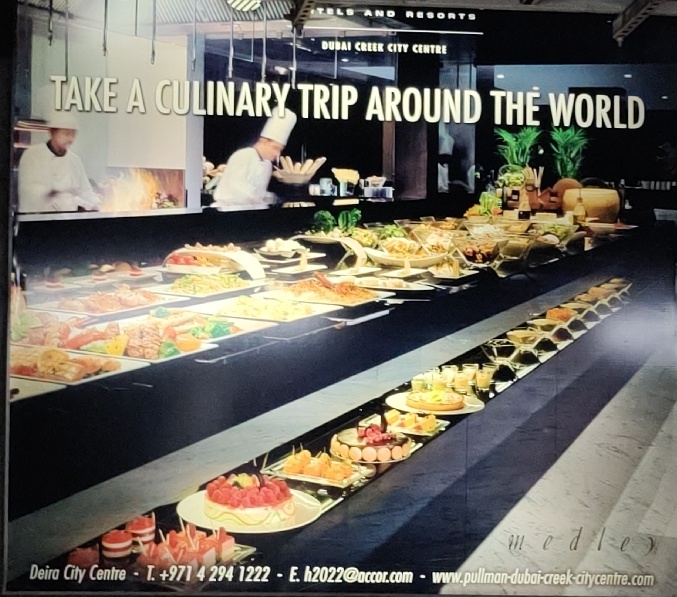 TELS AND RESORTS
DUBAI CREEK CITY CENTRE
TAKE A CULINARY TRIP AROUND THE WORLD
medley
Deira City Centre - T. +971 4 294 1222 - E. h2022@accor.com - www.pullman-dubai-creek-citycentre.com